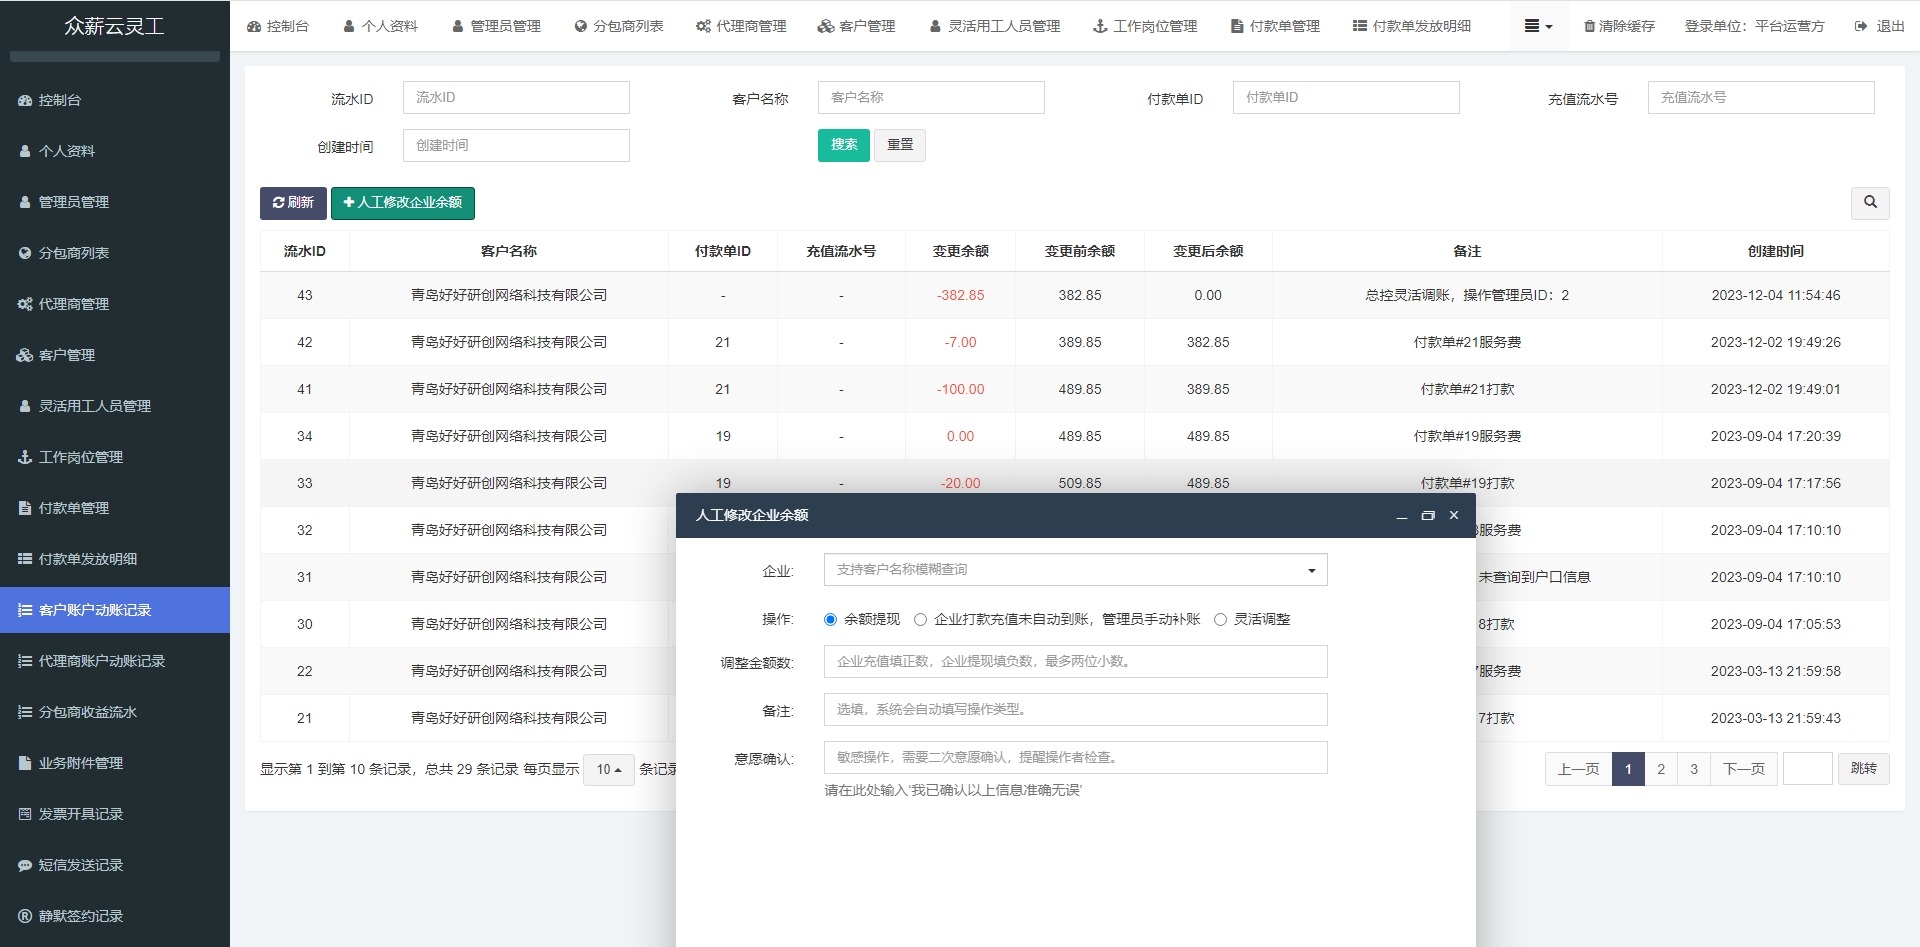 众薪云灵工
控制台 个人资料 管理员管理 分包商列表 代理商管理 客户管理 灵活用工人员管理 工作岗位管理 付款单管理 付款单发放明细 清除缓存 登录单位：平台运营方 退出
控制台
个人资料
管理员管理
分包商列表
代理商管理
客户管理
灵活用工人员管理
工作岗位管理
付款单管理
付款单发放明细
客户账户动账记录
代理商账户动账记录
分包商收益流水
业务附件管理
发票开具记录
短信发送记录
静默签约记录
流水ID 流水ID 客户名称 客户名称 付款单ID 付款单ID 充值流水号 充值流水号
创建时间 创建时间 搜索 重置
刷新 人工修改企业余额
流水ID 客户名称 付款单ID 充值流水号 变更余额 变更前余额 变更后余额 备注 创建时间
43 青岛好好研创网络科技有限公司 - - -382.85 382.85 0.00 总控灵活调账，操作管理员ID：2 2023-12-04 11:54:46
42 青岛好好研创网络科技有限公司 21 - -7.00 389.85 382.85 付款单#21服务费 2023-12-02 19:49:26
41 青岛好好研创网络科技有限公司 21 - -100.00 489.85 389.85 付款单#21打款 2023-12-02 19:49:01
34 青岛好好研创网络科技有限公司 19 - 0.00 489.85 489.85 付款单#19服务费 2023-09-04 17:20:39
33 青岛好好研创网络科技有限公司 19 - -20.00 509.85 489.85 付款单#19打款 2023-09-04 17:17:56
32 青岛好好研创网络科技有限公司 服务费 2023-09-04 17:10:10
31 青岛好好研创网络科技有限公司 未查询到户口信息 2023-09-04 17:10:10
30 青岛好好研创网络科技有限公司 8打款 2023-09-04 17:05:53
22 青岛好好研创网络科技有限公司 服务费 2023-03-13 21:59:58
21 青岛好好研创网络科技有限公司 7打款 2023-03-13 21:59:43
显示第 1 到第 10 条记录，总共 29 条记录 每页显示 10 条记录 上一页 1 2 3 下一页 跳转
人工修改企业余额
企业: 支持客户名称模糊查询
操作: 余额提现 企业打款充值未自动到账，管理员手动补账 灵活调整
调整金额数: 企业充值填正数，企业提现填负数，最多两位小数。
备注: 选填，系统会自动填写操作类型。
意愿确认: 敏感操作，需要二次意愿确认，提醒操作者检查。
请在此处输入'我已确认以上信息准确无误'